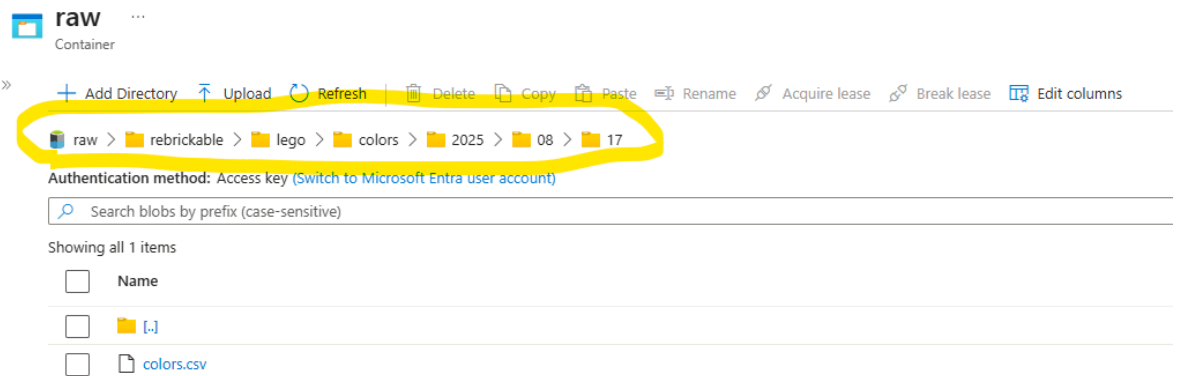 raw ...
Container
» Add Directory Upload Refresh Delete Copy Paste Rename Acquire lease Break lease Edit columns
raw > rebrickable > lego > colors > 2025 > 08 > 17
Authentication method: Access key (Switch to Microsoft Entra user account)
Search blobs by prefix (case-sensitive)
Showing all 1 items
Name
[..]
colors.csv